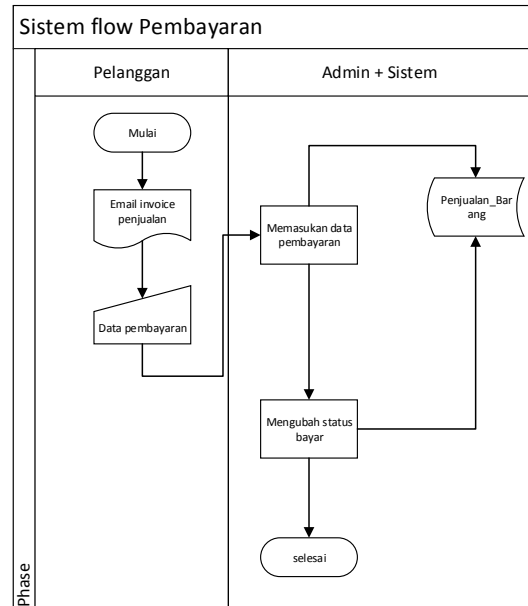 Sistem flow Pembayaran
Pelanggan
Admin + Sistem
Mulai
Email invoice
penjualan
Data pembayaran
Memasukan data
pembayaran
Penjualan_Bar
ang
Mengubah status
bayar
selesai
Phase